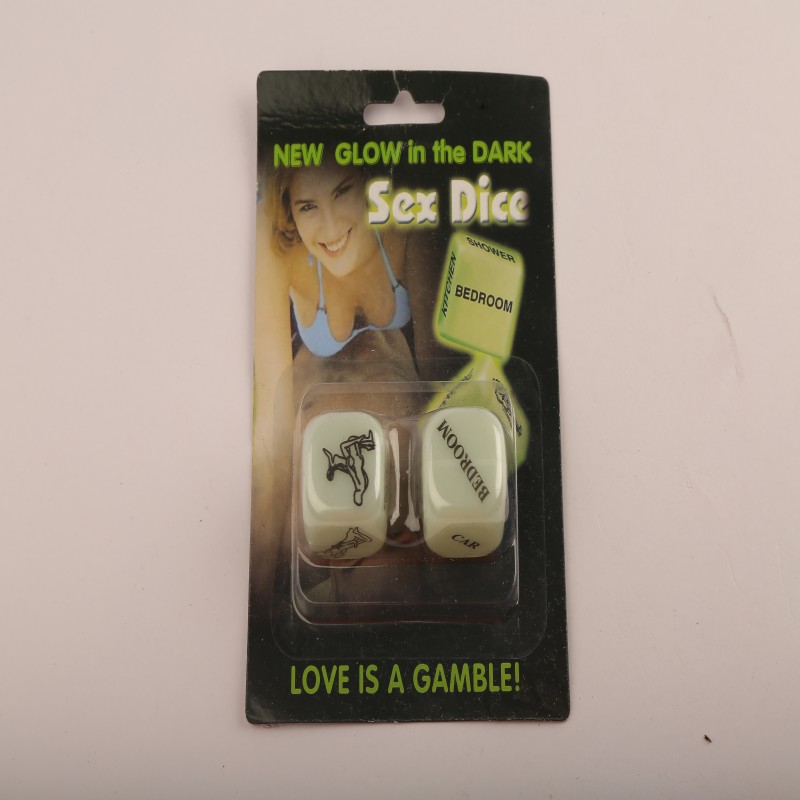 NEW GLOW in the DARK
Sex Dice
SHOWER
KITCHEN
BEDROOM
BEDROOM
CAR
LOVE IS A GAMBLE!